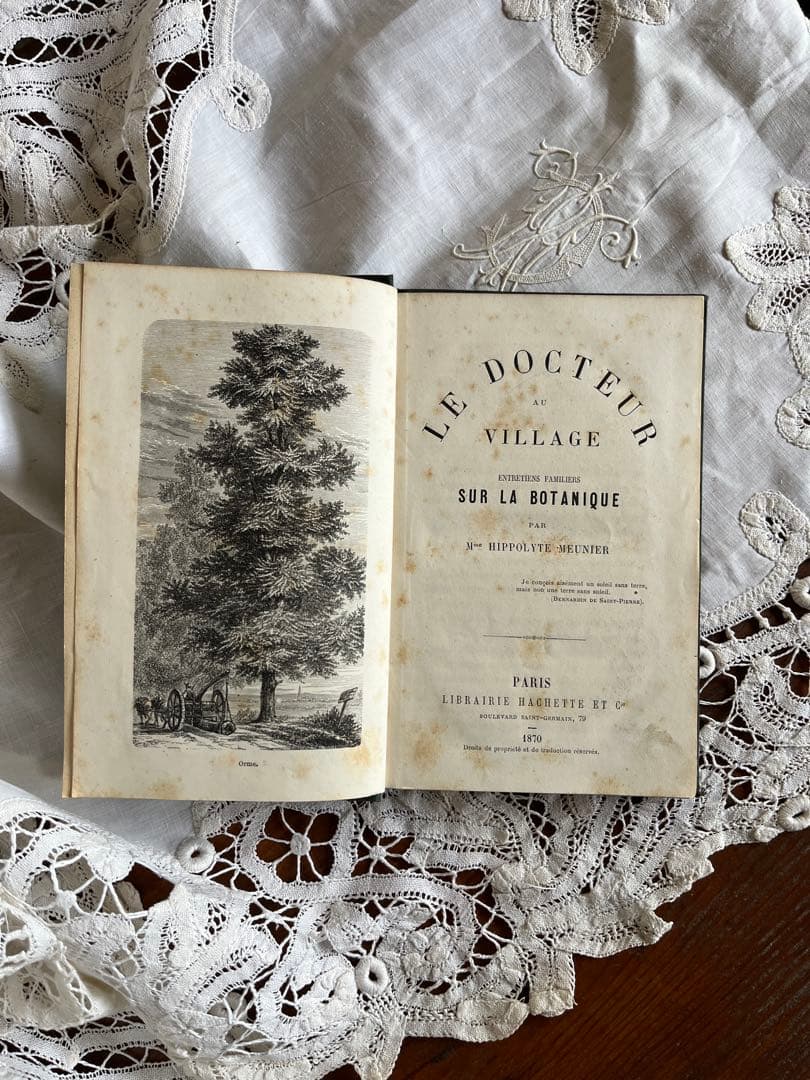 Orme.
LE DOCTEUR
AU
VILLAGE
ENTRETIENS FAMILIERS
SUR LA BOTANIQUE
PAR
Mme HIPPOLYTE MEUNIER
Je conçois aisément un soleil sans terre,
mais non une terre sans soleil.
(BERNARDIN DE SAINT-PIERRE).
PARIS
LIBRAIRIE HACHETTE ET Cie
BOULEVARD SAINT-GERMAIN, 79
1870
Droits de propriété et de traduction réservés.